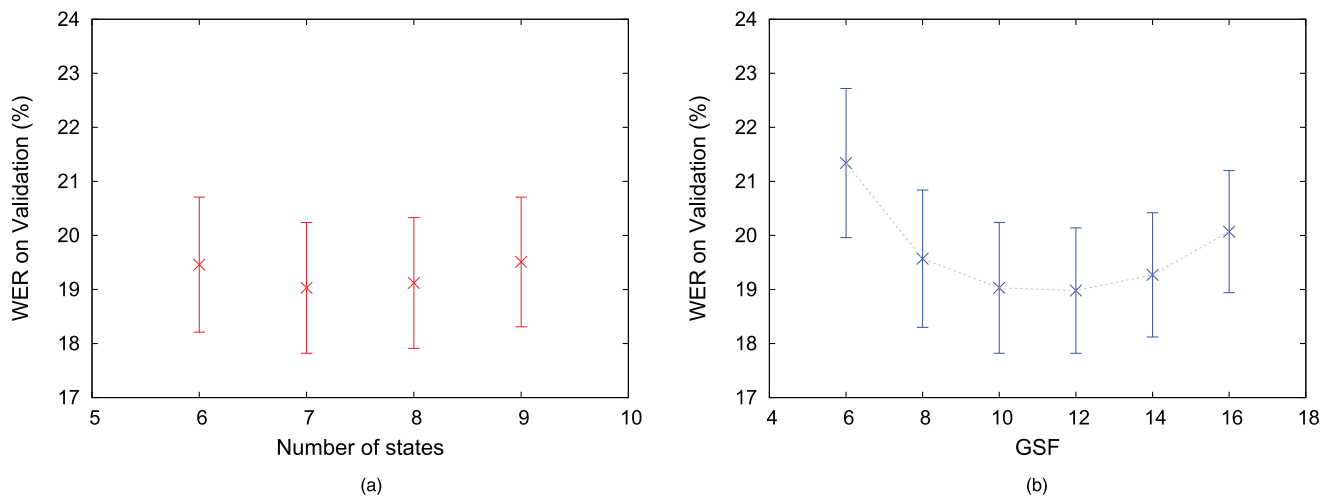 24
23
22
21
20
19
18
17
WER on Validation (%)
5 6 7 8 9 10
Number of states
(a)
24
23
22
21
20
19
18
17
WER on Validation (%)
4 6 8 10 12 14 16 18
GSF
(b)